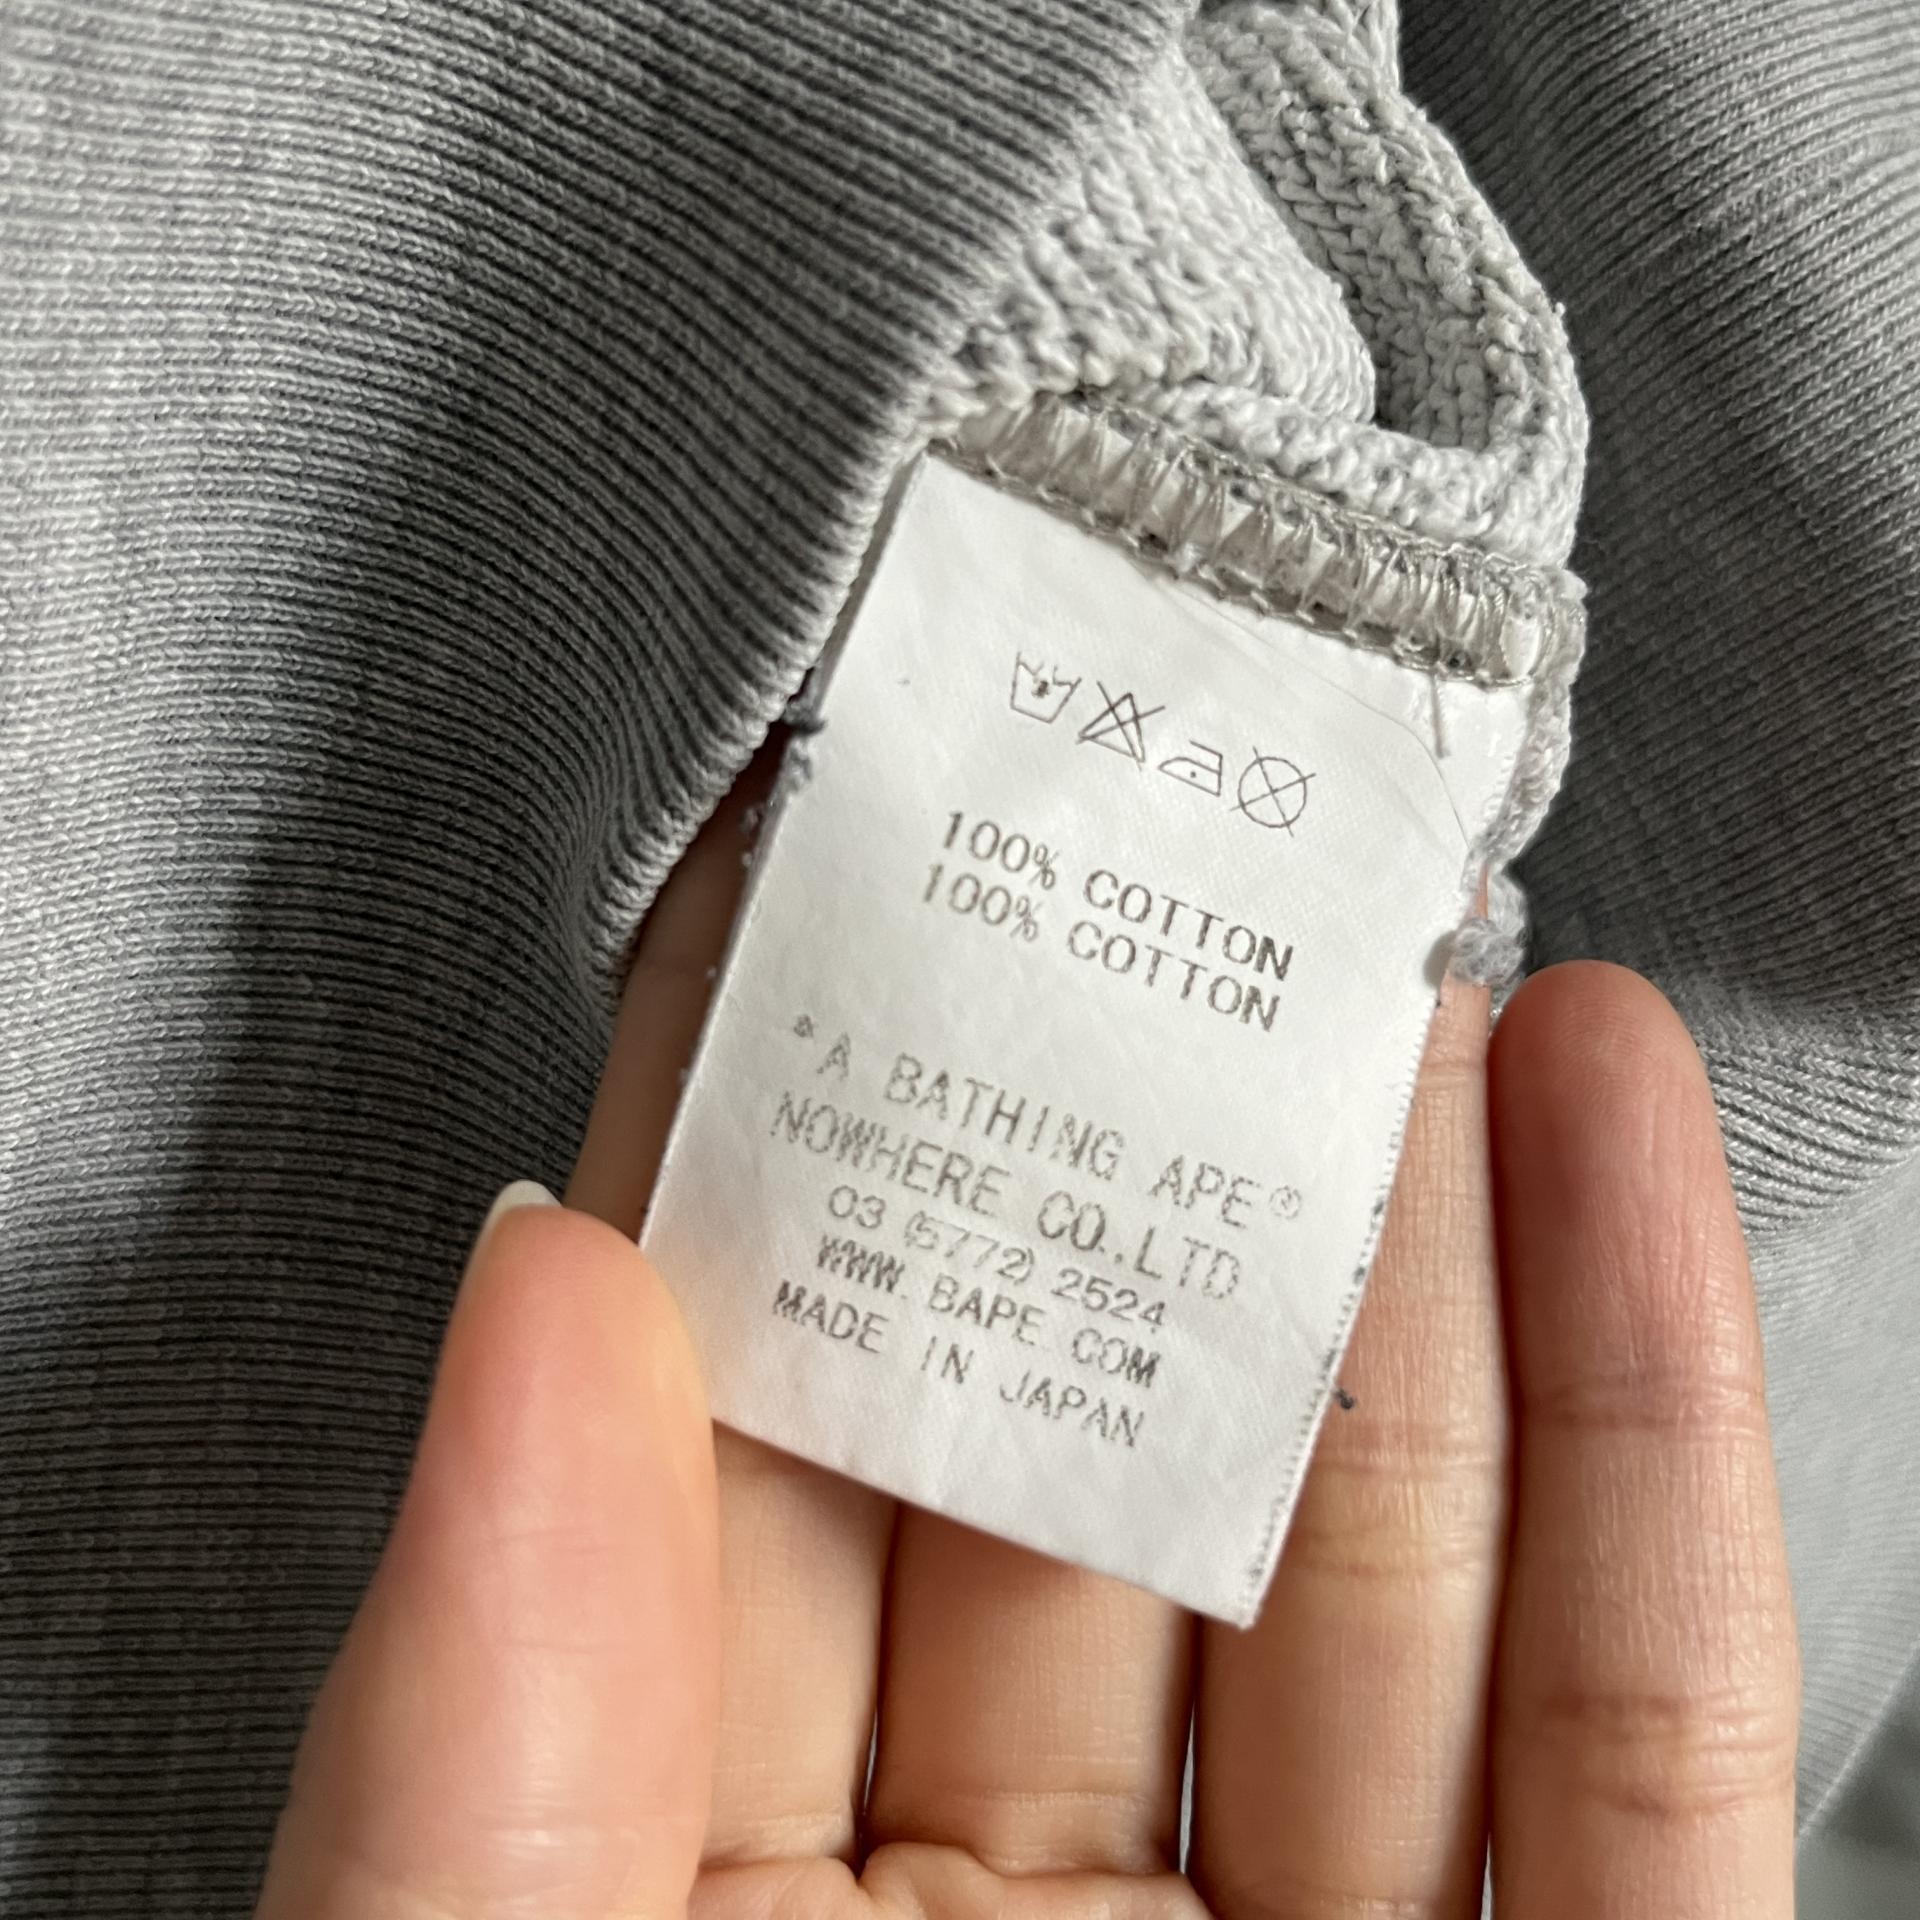 100% COTTON
100% COTTON
*A BATHING APE®
NOWHERE CO.,LTD
03 (5772) 2524
WWW. BAPE. COM
MADE IN JAPAN